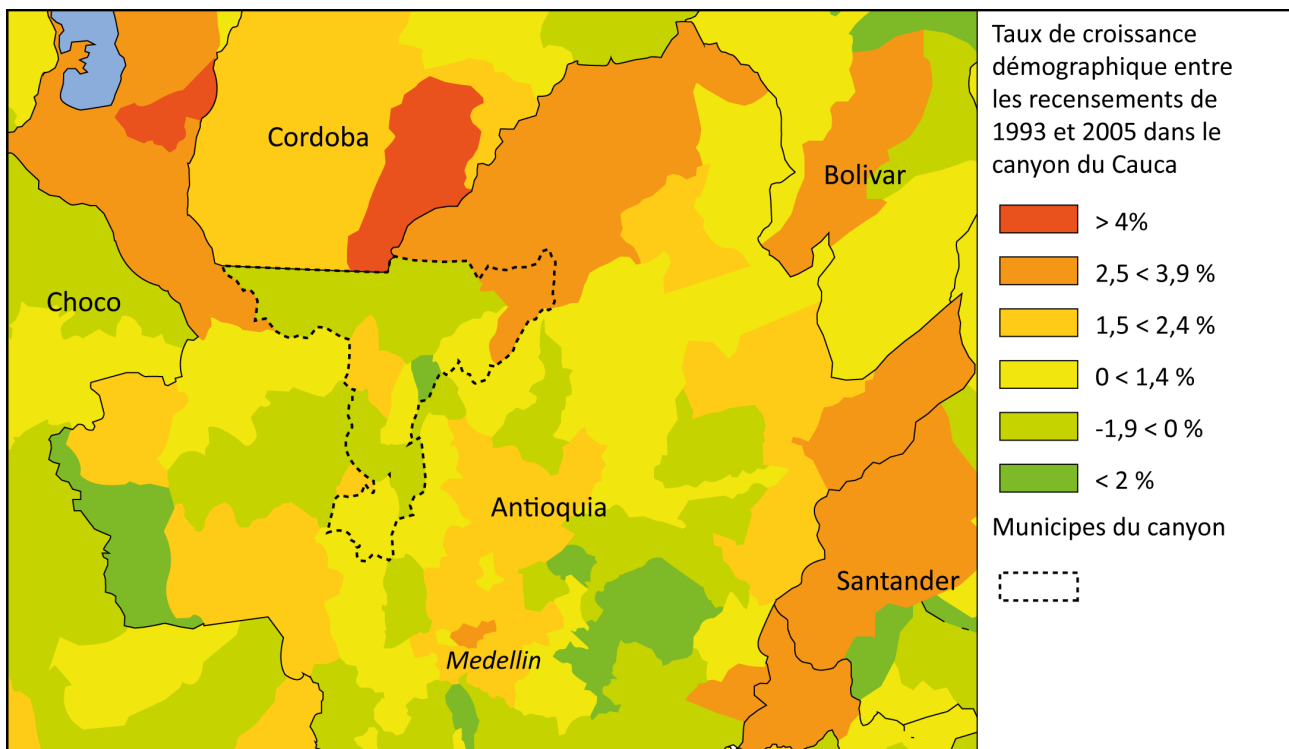 Taux de croissance
démographique entre
les recensements de
1993 et 2005 dans le
canyon du Cauca
> 4%
2,5 < 3,9 %
1,5 < 2,4 %
0 < 1,4 %
-1,9 < 0 %
< 2 %
Municipes du canyon
Cordoba
Bolivar
Choco
Antioquia
Santander
Medellin